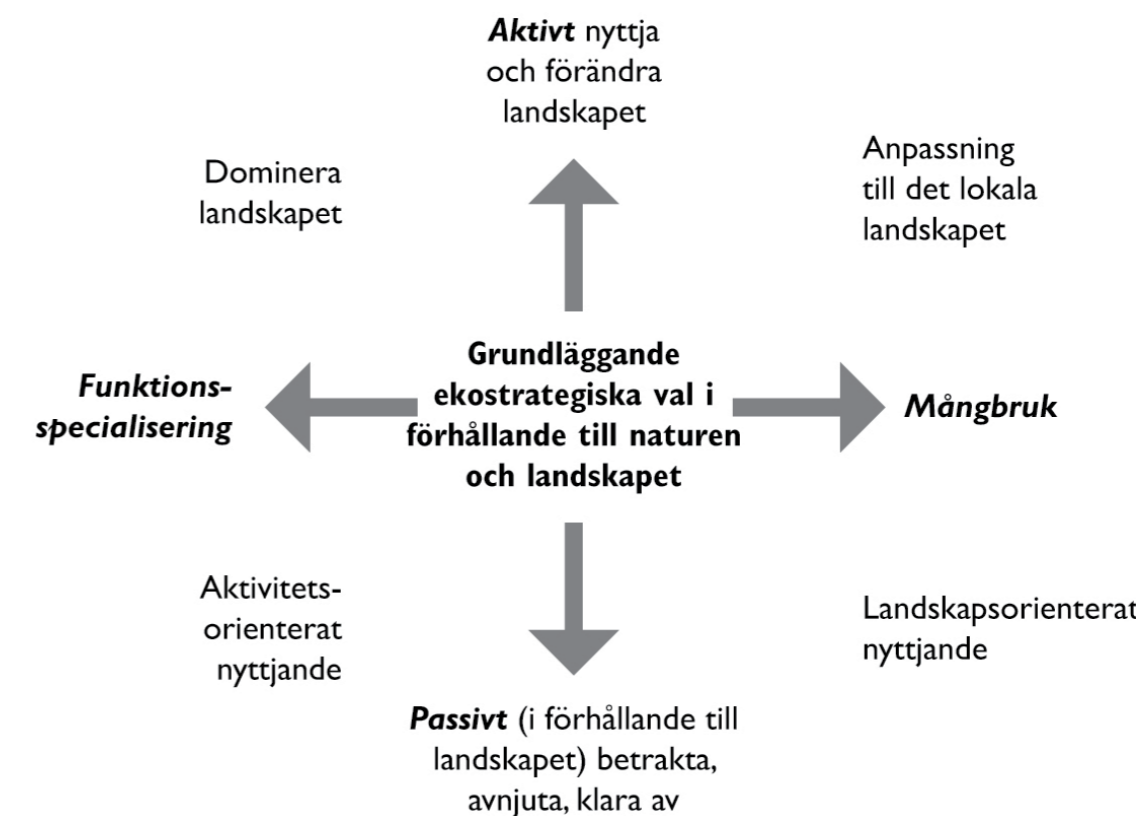 Aktivt nyttja
och förändra
landskapet
Dominera
landskapet
Anpassning
till det lokala
landskapet
Funktions-
specialisering
Grundläggande
ekostrategiska val i
förhållande till naturen
och landskapet
Mångbruk
Aktivitets-
orienterat
nyttjande
Landskapsorienterat
nyttjande
Passivt (i förhållande till
landskapet) betrakta,
avnjuta, klara av